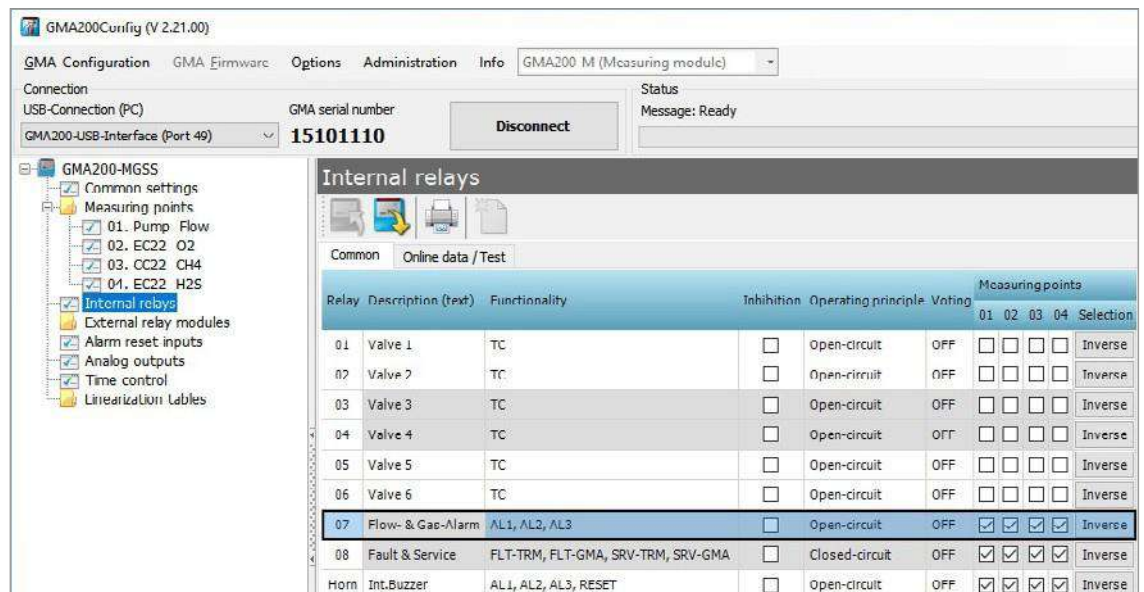 GMA200Config (V 2.21.00)
GMA Configuration GMA Firmware Options Administration Info GMA200 M (Measuring module)
Connection Status
USB-Connection (PC) GMA serial number Message: Ready
GMA200-USB-Interface (Port 49) 15101110 Disconnect
GMA200-MGSS
Common settings
Measuring points
01. Pump Flow
02. EC22 O2
03. CC22 CH4
04. EC22 H2S
Internal relays
External relay modules
Alarm reset inputs
Analog outputs
Time control
Linearization tables
Internal relays
Common Online data / Test
Relay Description (text) Functionality Inhibition Operating principle Voting Measuring points
01 02 03 04 Selection
01 Valve 1 TC Open-circuit OFF Inverse
02 Valve 2 TC Open-circuit OFF Inverse
03 Valve 3 TC Open-circuit OFF Inverse
04 Valve 4 TC Open-circuit OFF Inverse
05 Valve 5 TC Open-circuit OFF Inverse
06 Valve 6 TC Open-circuit OFF Inverse
07 Flow- & Gas-Alarm AL1, AL2, AL3 Open-circuit OFF Inverse
08 Fault & Service FLT-TRM, FLT-GMA, SRV-TRM, SRV-GMA Closed-circuit OFF Inverse
Horn Int.Buzzer AL1, AL2, AL3, RESET Open-circuit OFF Inverse